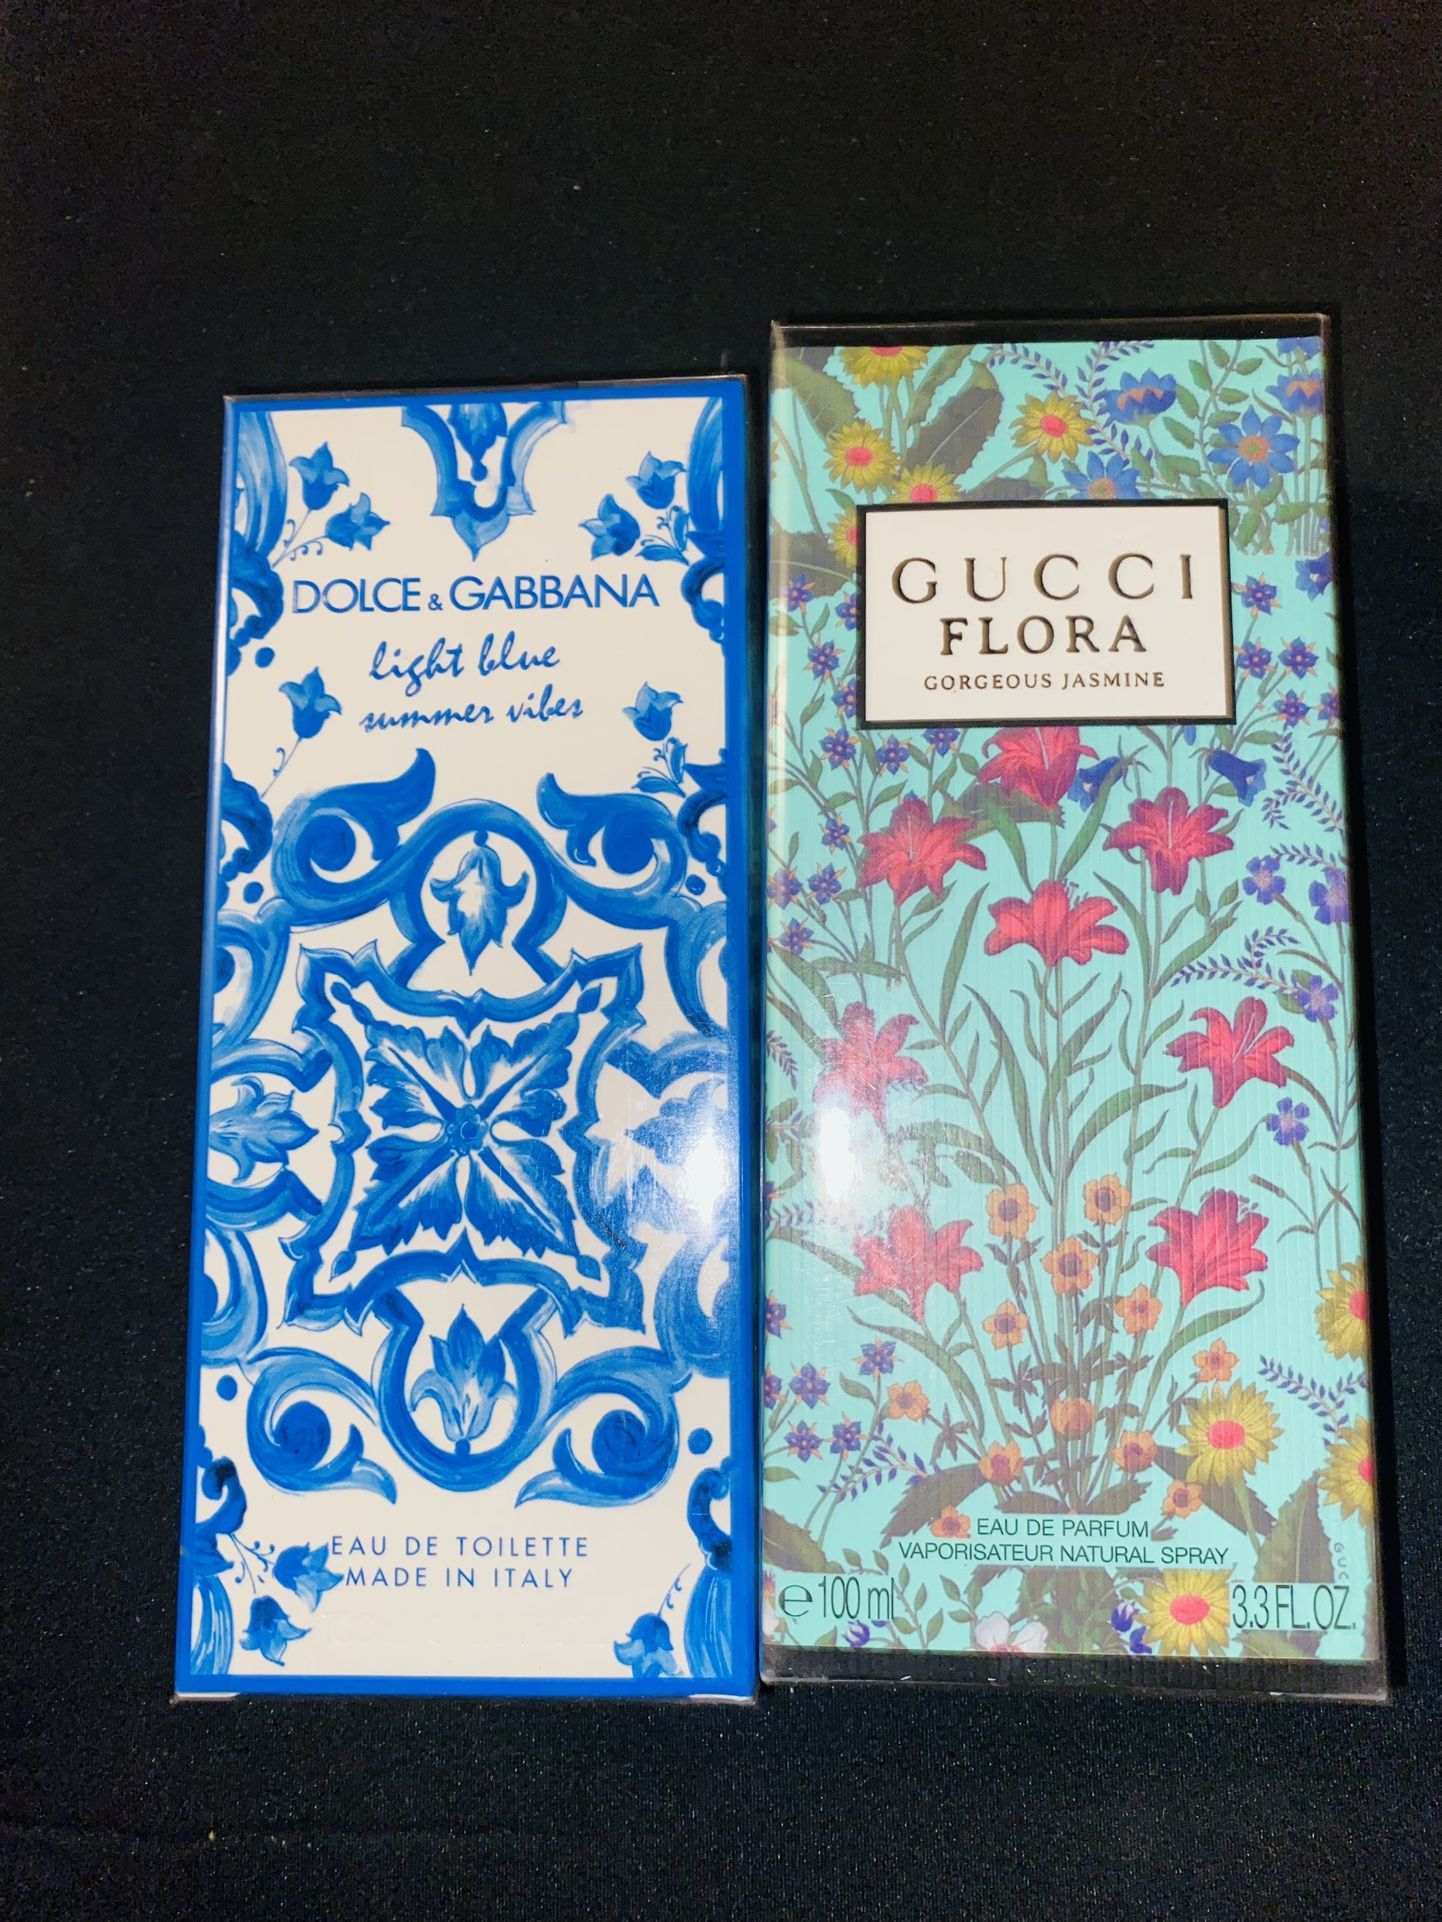 DOLCE & GABBANA
light blue
summer vibes
EAU DE TOILETTE
MADE IN ITALY
GUCCI
FLORA
GORGEOUS JASMINE
EAU DE PARFUM
VAPORISATEUR NATURAL SPRAY
℮ 100 ml
3.3 FL.OZ.